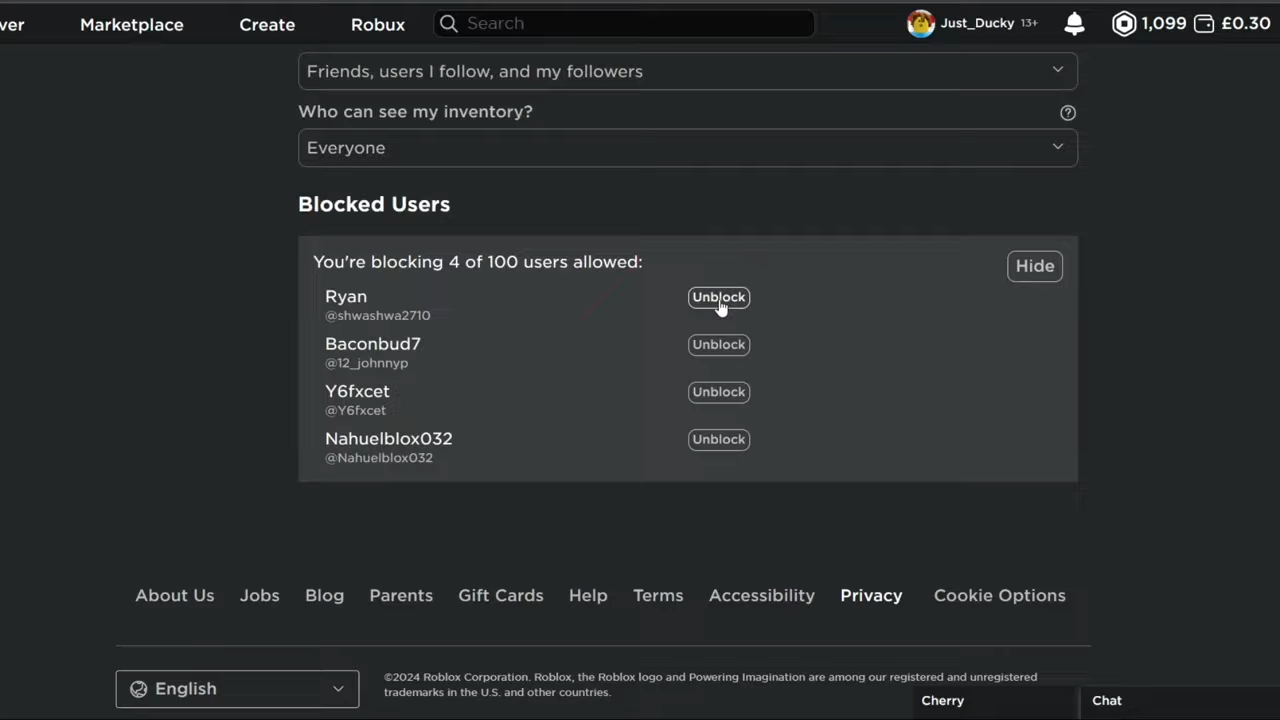 ver Marketplace Create Robux Search Just_Ducky 13+ 1,099 £0.30
Friends, users I follow, and my followers
Who can see my inventory?
Everyone
Blocked Users
You're blocking 4 of 100 users allowed: Hide
Ryan Unblock
@shwashwa2710
Baconbud7 Unblock
@12_johnnyp
Y6fxcet Unblock
@Y6fxcet
Nahuelblox032 Unblock
@Nahuelblox032
About Us Jobs Blog Parents Gift Cards Help Terms Accessibility Privacy Cookie Options
English
©2024 Roblox Corporation. Roblox, the Roblox logo and Powering Imagination are among our registered and unregistered
trademarks in the U.S. and other countries.
Cherry Chat